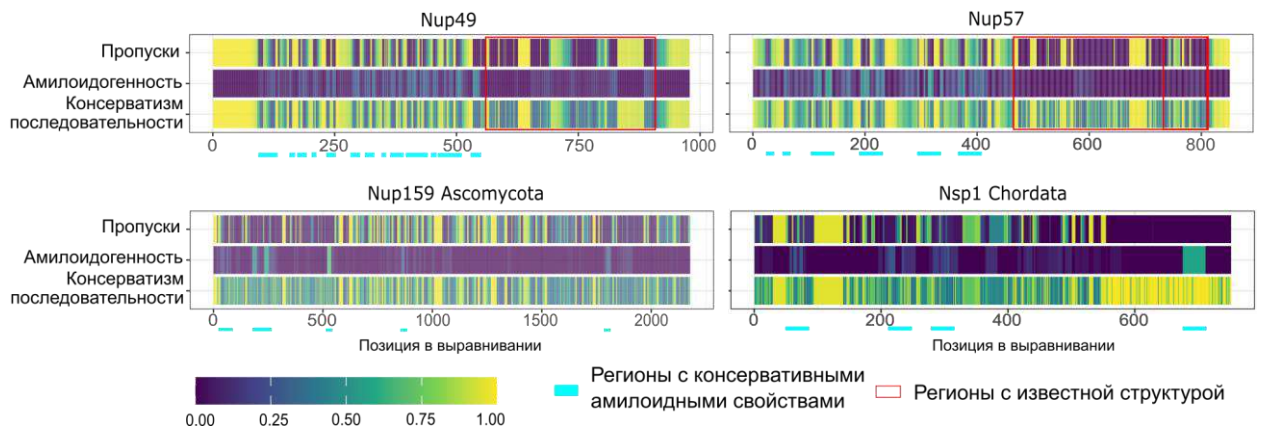 Nup49 Nup57
Пропуски
Амилоидогенность
Консерватизм
последовательности
0 250 500 750 1000 0 200 400 600 800
Nup159 Ascomycota Nsp1 Chordata
Пропуски
Амилоидогенность
Консерватизм
последовательности
0 500 1000 1500 2000 0 200 400 600
Позиция в выравнивании Позиция в выравнивании
Регионы с консервативными
амилоидными свойствами
Регионы с известной структурой
0.00 0.25 0.50 0.75 1.00